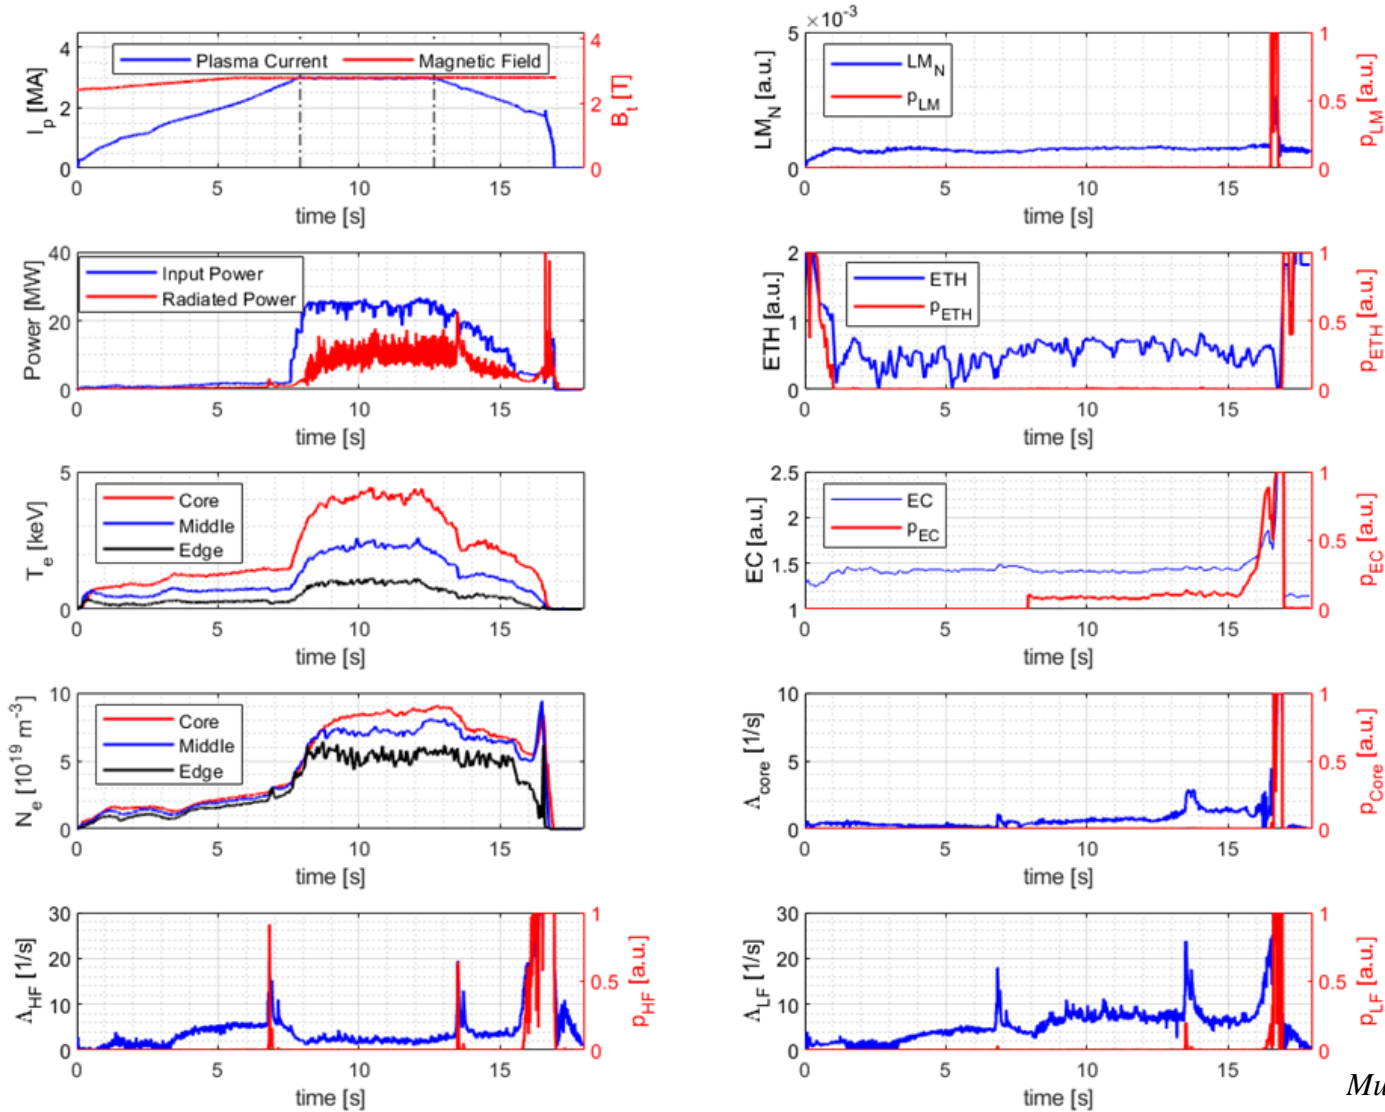 I_p [MA]
4
2
0
Plasma Current
Magnetic Field
4
2
0
B_t [T]
0 5 10 15
time [s]
×10^-3
LM_N [a.u.]
5
0
LM_N
p_LM
1
0.5
0
p_LM [a.u.]
0 5 10 15
time [s]
Power [MW]
40
20
0
Input Power
Radiated Power
0 5 10 15
time [s]
ETH [a.u.]
2
1
0
ETH
p_ETH
1
0.5
0
p_ETH [a.u.]
0 5 10 15
time [s]
T_e [keV]
5
0
Core
Middle
Edge
0 5 10 15
time [s]
EC [a.u.]
2.5
2
1.5
1
EC
p_EC
1
0.5
0
p_EC [a.u.]
0 5 10 15
time [s]
N_e [10^19 m^-3]
10
5
0
Core
Middle
Edge
0 5 10 15
time [s]
Λ_core [1/s]
10
5
0
1
0.5
0
p_Core [a.u.]
0 5 10 15
time [s]
Λ_HF [1/s]
30
20
10
0
1
0.5
0
p_HF [a.u.]
0 5 10 15
time [s]
Λ_LF [1/s]
30
20
10
0
1
0.5
0
p_LF [a.u.]
0 5 10 15
time [s]
Mu